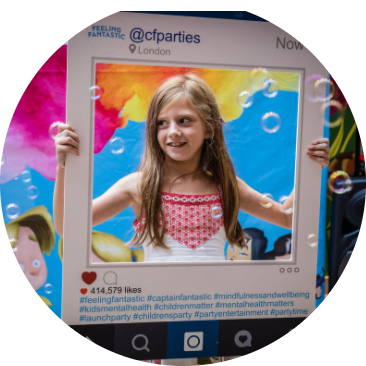 FEELING
FANTASTIC
@cfparties
London
Now
414,579 likes
#feelingfantastic #captainfantastic #mindfulnessandwellbeing
#kidsmentalhealth #childrenmatter #mentalhealthmatters
#launchparty #childrensparty #partyentertainment #partytime